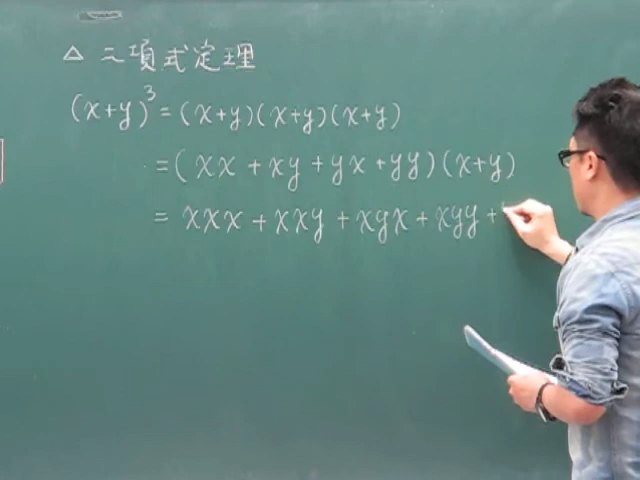 △ 二項式定理
(x+y)³ = (x+y)(x+y)(x+y)
= (xx + xy + yx + yy)(x+y)
= xxx + xxy + xyx + xyy +